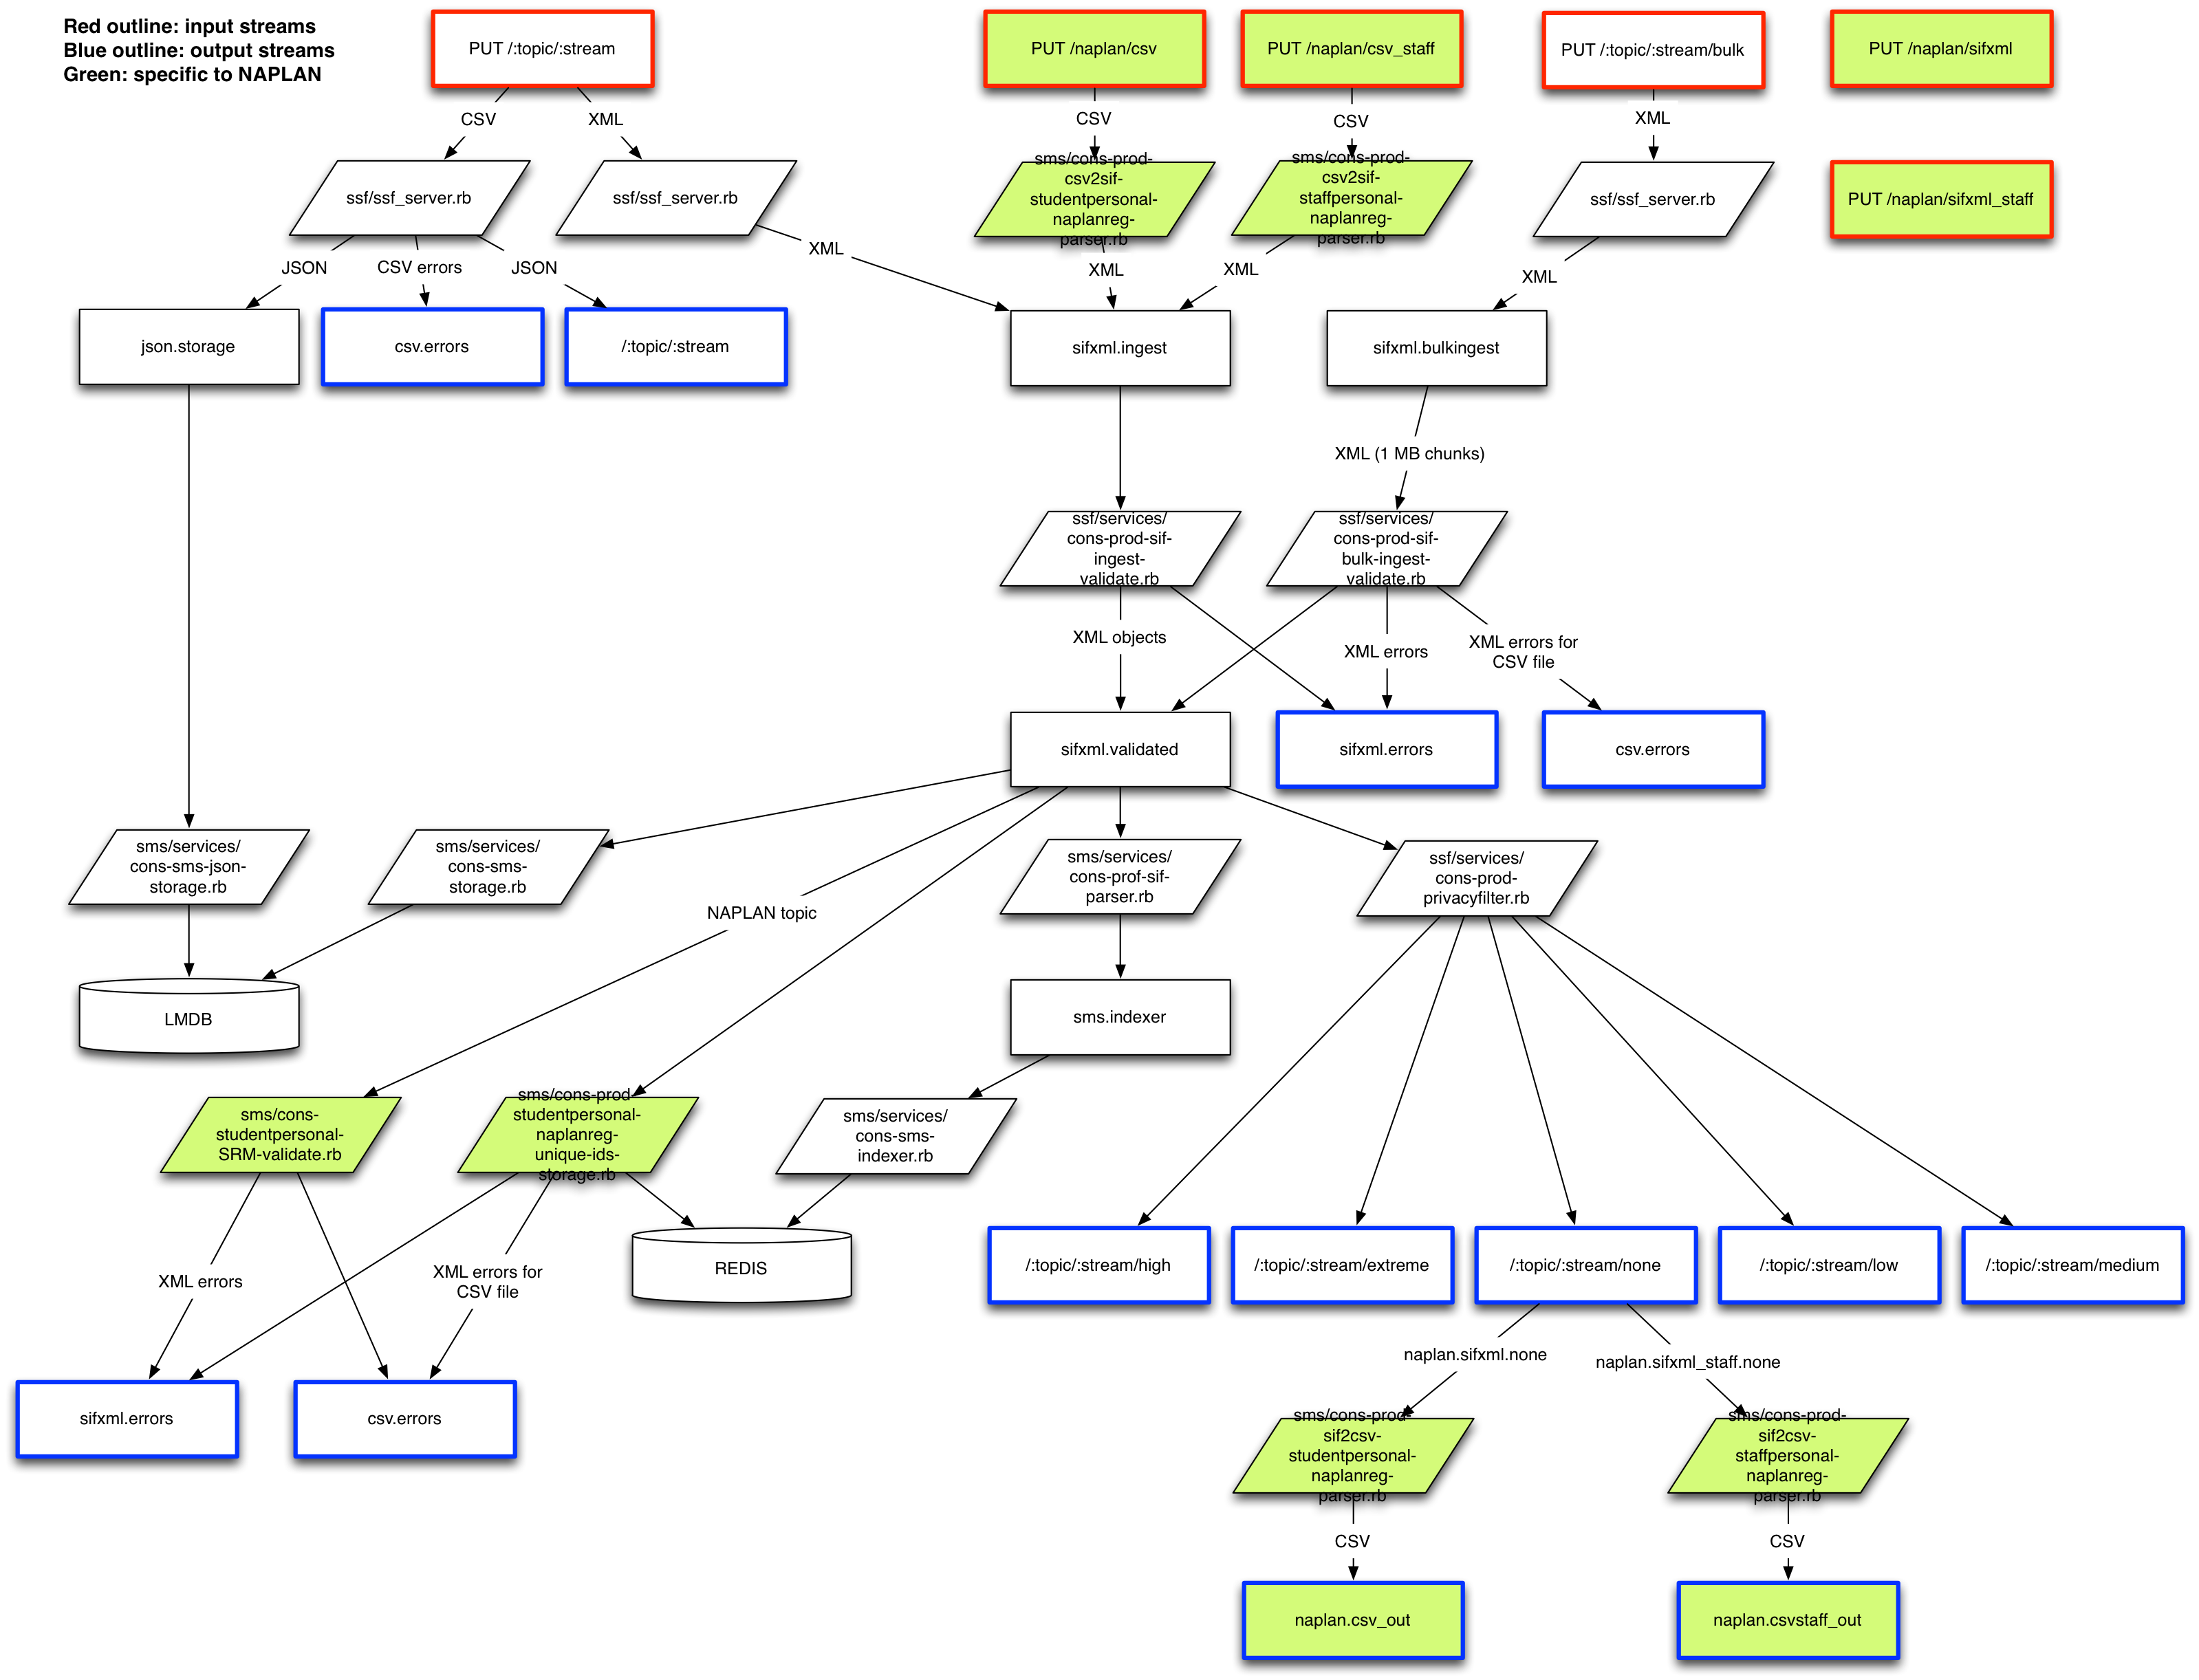 Red outline: input streams
Blue outline: output streams
Green: specific to NAPLAN
PUT /:topic/:stream
PUT /naplan/csv
PUT /naplan/csv_staff
PUT /:topic/:stream/bulk
PUT /naplan/sifxml
CSV
XML
CSV
CSV
XML
ssf/ssf_server.rb
ssf/ssf_server.rb
sms/cons-prod-
csv2sif-
studentpersonal-
naplanreg-
parser.rb
sms/cons-prod-
csv2sif-
staffpersonal-
naplanreg-
parser.rb
ssf/ssf_server.rb
PUT /naplan/sifxml_staff
JSON
CSV errors
JSON
XML
XML
XML
XML
json.storage
csv.errors
/:topic/:stream
sifxml.ingest
sifxml.bulkingest
XML (1 MB chunks)
ssf/services/
cons-prod-sif-
ingest-
validate.rb
ssf/services/
cons-prod-sif-
bulk-ingest-
validate.rb
XML objects
XML errors
XML errors for
CSV file
sifxml.validated
sifxml.errors
csv.errors
sms/services/
cons-sms-json-
storage.rb
sms/services/
cons-sms-
storage.rb
sms/services/
cons-prof-sif-
parser.rb
ssf/services/
cons-prod-
privacyfilter.rb
NAPLAN topic
LMDB
sms.indexer
sms/cons-
studentpersonal-
SRM-validate.rb
sms/cons-prod-
studentpersonal-
naplanreg-
unique-ids-
storage.rb
sms/services/
cons-sms-
indexer.rb
XML errors
XML errors for
CSV file
REDIS
/:topic/:stream/high
/:topic/:stream/extreme
/:topic/:stream/none
/:topic/:stream/low
/:topic/:stream/medium
naplan.sifxml.none
naplan.sifxml_staff.none
sifxml.errors
csv.errors
sms/cons-prod-
sif2csv-
studentpersonal-
naplanreg-
parser.rb
sms/cons-prod-
sif2csv-
staffpersonal-
naplanreg-
parser.rb
CSV
CSV
naplan.csv_out
naplan.csvstaff_out